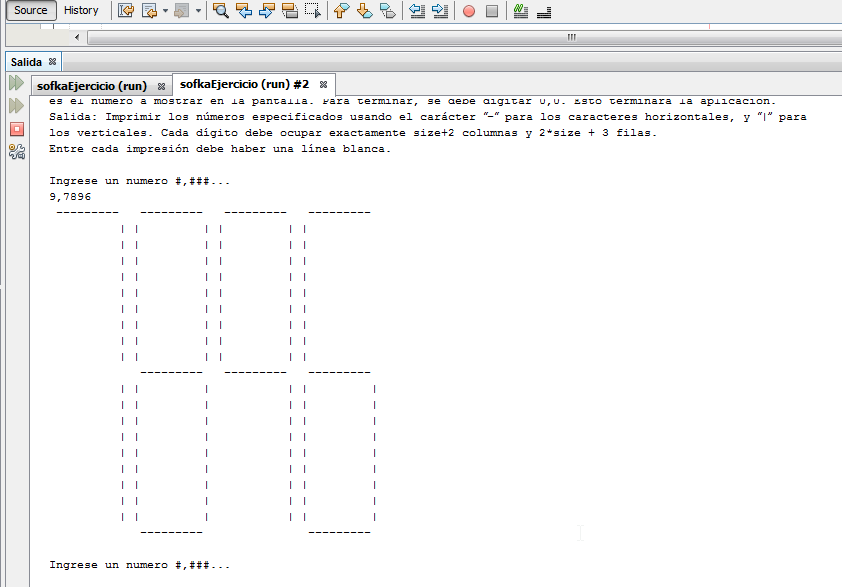 Source History
Salida
sofkaEjercicio (run) sofkaEjercicio (run) #2
es el numero a mostrar en la pantalla. Para terminar, se debe digitar 0,0. Esto terminara la aplicacion.
Salida: Imprimir los números especificados usando el carácter “-“ para los caracteres horizontales, y “|” para
los verticales. Cada dígito debe ocupar exactamente size+2 columnas y 2*size + 3 filas.
Entre cada impresión debe haber una línea blanca.
Ingrese un numero #,###...
9,7896
--------- --------- --------- ---------
| | | | | |
| | | | | |
| | | | | |
| | | | | |
| | | | | |
| | | | | |
| | | | | |
| | | | | |
| | | | | |
--------- --------- ---------
| | | | | |
| | | | | |
| | | | | |
| | | | | |
| | | | | |
| | | | | |
| | | | | |
| | | | | |
| | | | | |
--------- ---------
Ingrese un numero #,###...